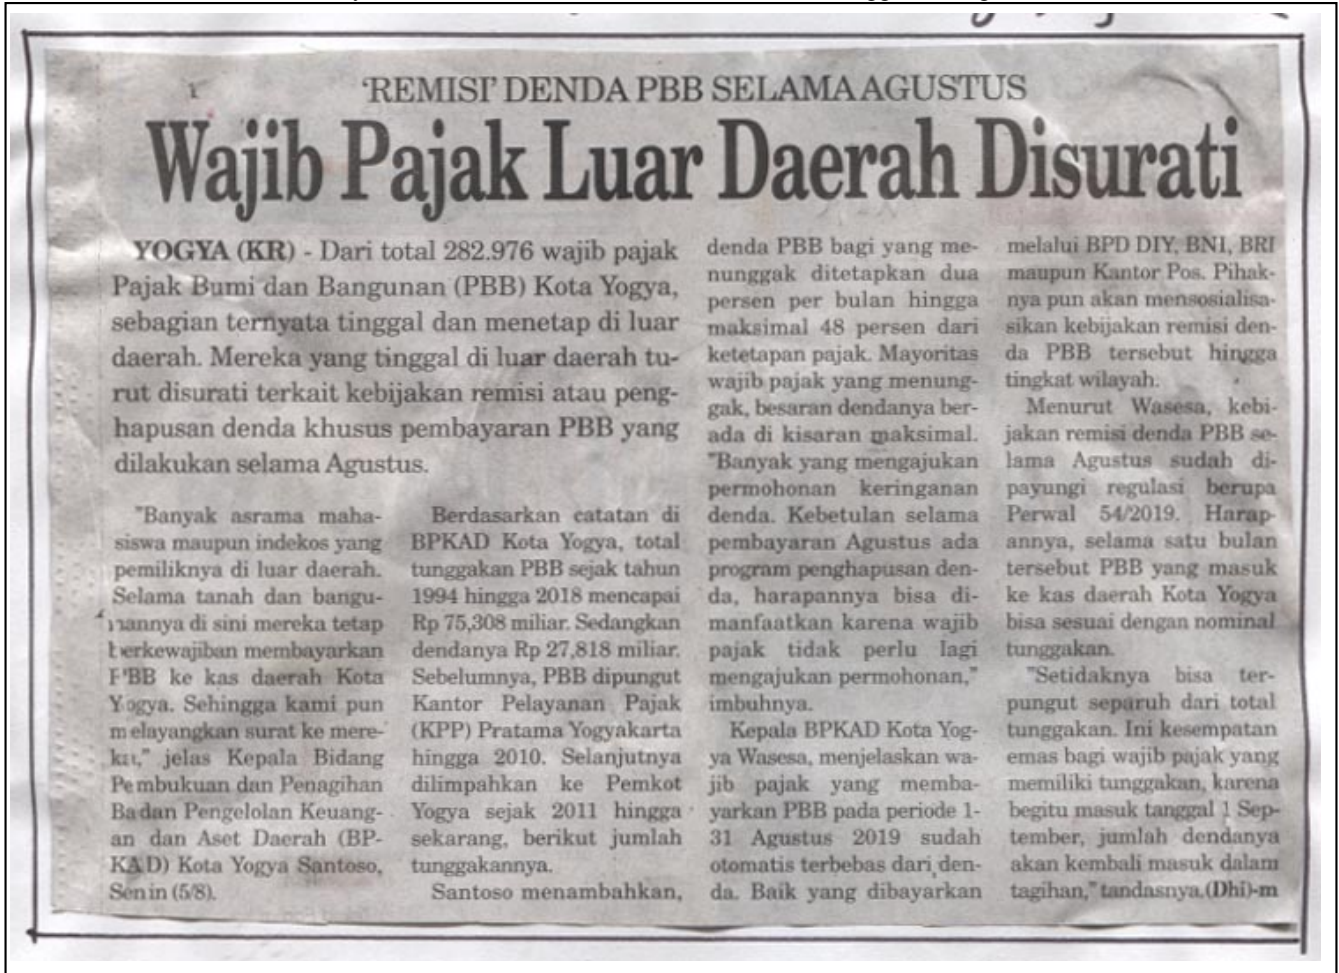 'REMISI' DENDA PBB SELAMA AGUSTUS
Wajib Pajak Luar Daerah Disurati
YOGYA (KR) - Dari total 282.976 wajib pajak
Pajak Bumi dan Bangunan (PBB) Kota Yogya,
sebagian ternyata tinggal dan menetap di luar
daerah. Mereka yang tinggal di luar daerah tu-
rut disurati terkait kebijakan remisi atau peng-
hapusan denda khusus pembayaran PBB yang
dilakukan selama Agustus.
"Banyak asrama maha-
siswa maupun indekos yang
pemiliknya di luar daerah.
Selama tanah dan bangu-
nannya di sini mereka tetap
berkewajiban membayarkan
PBB ke kas daerah Kota
Yogya. Sehingga kami pun
melayangkan surat ke mere-
ka," jelas Kepala Bidang
Pembukuan dan Penagihan
Badan Pengelolan Keuang-
an dan Aset Daerah (BP-
KAD) Kota Yogya Santoso,
Senin (5/8).
Berdasarkan catatan di
BPKAD Kota Yogya, total
tunggakan PBB sejak tahun
1994 hingga 2018 mencapai
Rp 75,308 miliar. Sedangkan
dendanya Rp 27,818 miliar.
Sebelumnya, PBB dipungut
Kantor Pelayanan Pajak
(KPP) Pratama Yogyakarta
hingga 2010. Selanjutnya
dilimpahkan ke Pemkot
Yogya sejak 2011 hingga
sekarang, berikut jumlah
tunggakannya.
Santoso menambahkan,
denda PBB bagi yang me-
nunggak ditetapkan dua
persen per bulan hingga
maksimal 48 persen dari
ketetapan pajak. Mayoritas
wajib pajak yang menung-
gak, besaran dendanya ber-
ada di kisaran maksimal.
"Banyak yang mengajukan
permohonan keringanan
denda. Kebetulan selama
pembayaran Agustus ada
program penghapusan den-
da, harapannya bisa di-
manfaatkan karena wajib
pajak tidak perlu lagi
mengajukan permohonan,"
imbuhnya.
Kepala BPKAD Kota Yog-
ya Wasesa, menjelaskan wa-
jib pajak yang memba-
yarkan PBB pada periode 1-
31 Agustus 2019 sudah
otomatis terbebas dari den-
da. Baik yang dibayarkan
melalui BPD DIY, BNI, BRI
maupun Kantor Pos. Pihak-
nya pun akan mensosialisa-
sikan kebijakan remisi den-
da PBB tersebut hingga
tingkat wilayah.
Menurut Wasesa, kebi-
jakan remisi denda PBB se-
lama Agustus sudah di-
payungi regulasi berupa
Perwal 54/2019. Harap-
annya, selama satu bulan
tersebut PBB yang masuk
ke kas daerah Kota Yogya
bisa sesuai dengan nominal
tunggakan.
"Setidaknya bisa ter-
pungut separuh dari total
tunggakan. Ini kesempatan
emas bagi wajib pajak yang
memiliki tunggakan, karena
begitu masuk tanggal 1 Sep-
tember, jumlah dendanya
akan kembali masuk dalam
tagihan," tandasnya.(Dhi)-m